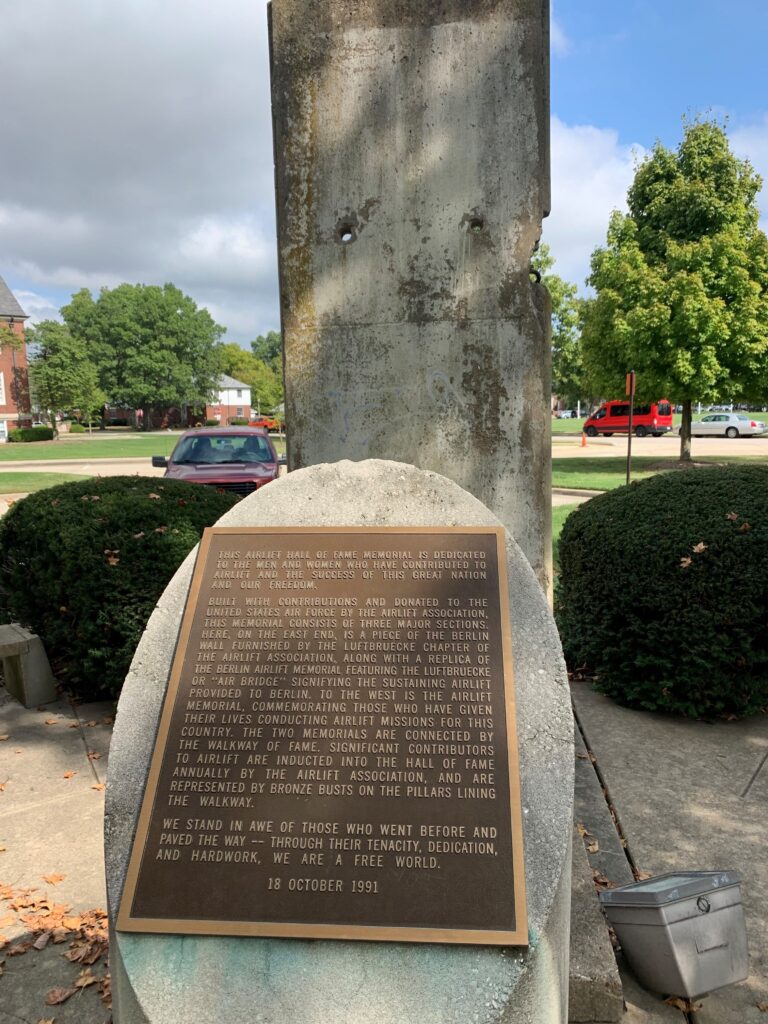 THIS AIRLIFT HALL OF FAME MEMORIAL IS DEDICATED
TO THE MEN AND WOMEN WHO HAVE CONTRIBUTED TO
AIRLIFT AND THE SUCCESS OF THIS GREAT NATION
AND OUR FREEDOM.
BUILT WITH CONTRIBUTIONS AND DONATED TO THE
UNITED STATES AIR FORCE BY THE AIRLIFT ASSOCIATION,
THIS MEMORIAL CONSISTS OF THREE MAJOR SECTIONS.
HERE, ON THE EAST END, IS A PIECE OF THE BERLIN
WALL FURNISHED BY THE LUFTBRUECKE CHAPTER OF
THE AIRLIFT ASSOCIATION, ALONG WITH A REPLICA OF
THE BERLIN AIRLIFT MEMORIAL FEATURING THE LUFTBRUECKE
OR "AIR BRIDGE" SIGNIFYING THE SUSTAINING AIRLIFT
PROVIDED TO BERLIN. TO THE WEST IS THE AIRLIFT
MEMORIAL, COMMEMORATING THOSE WHO HAVE GIVEN
THEIR LIVES CONDUCTING AIRLIFT MISSIONS FOR THIS
COUNTRY. THE TWO MEMORIALS ARE CONNECTED BY
THE WALKWAY OF FAME. SIGNIFICANT CONTRIBUTORS
TO AIRLIFT ARE INDUCTED INTO THE HALL OF FAME
ANNUALLY BY THE AIRLIFT ASSOCIATION, AND ARE
REPRESENTED BY BRONZE BUSTS ON THE PILLARS LINING
THE WALKWAY.
WE STAND IN AWE OF THOSE WHO WENT BEFORE AND
PAVED THE WAY -- THROUGH THEIR TENACITY, DEDICATION,
AND HARDWORK, WE ARE A FREE WORLD.
18 OCTOBER 1991